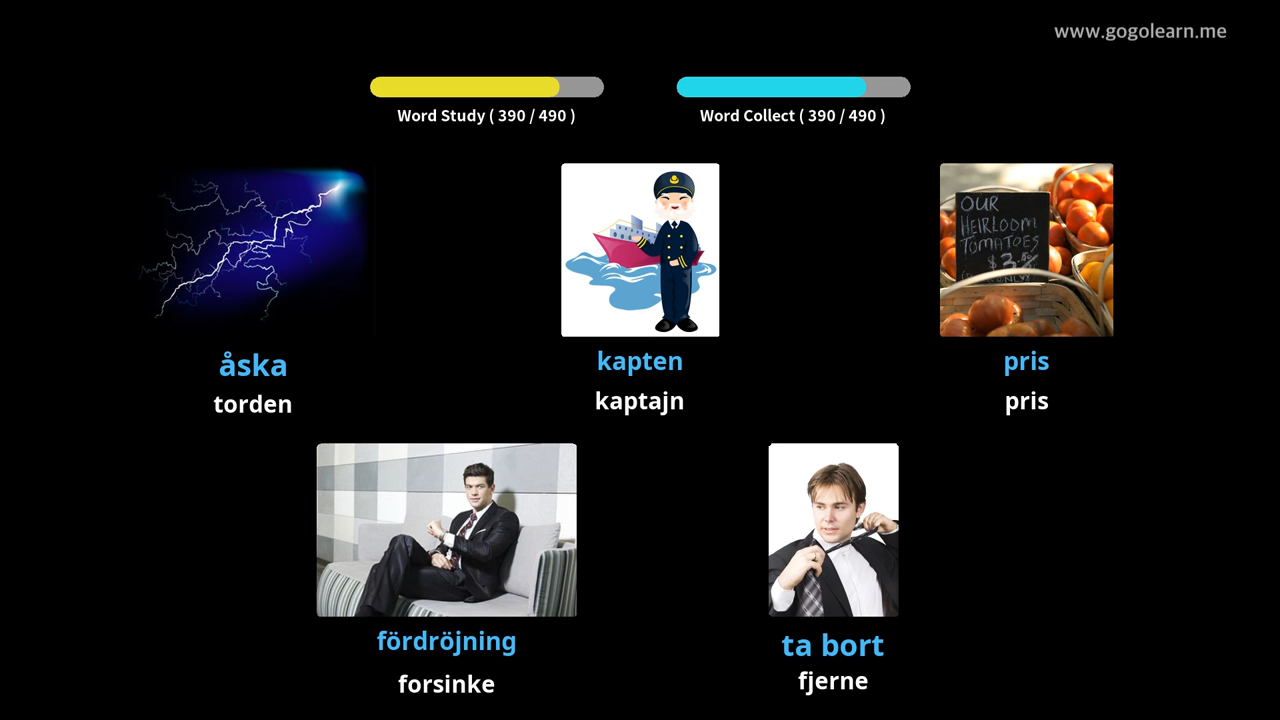 www.gogolearn.me
Word Study ( 390 / 490 )
Word Collect ( 390 / 490 )
OUR
HEIRLOOM
TOMATOES
åska
torden
kapten
kaptajn
pris
pris
fördröjning
forsinke
ta bort
fjerne